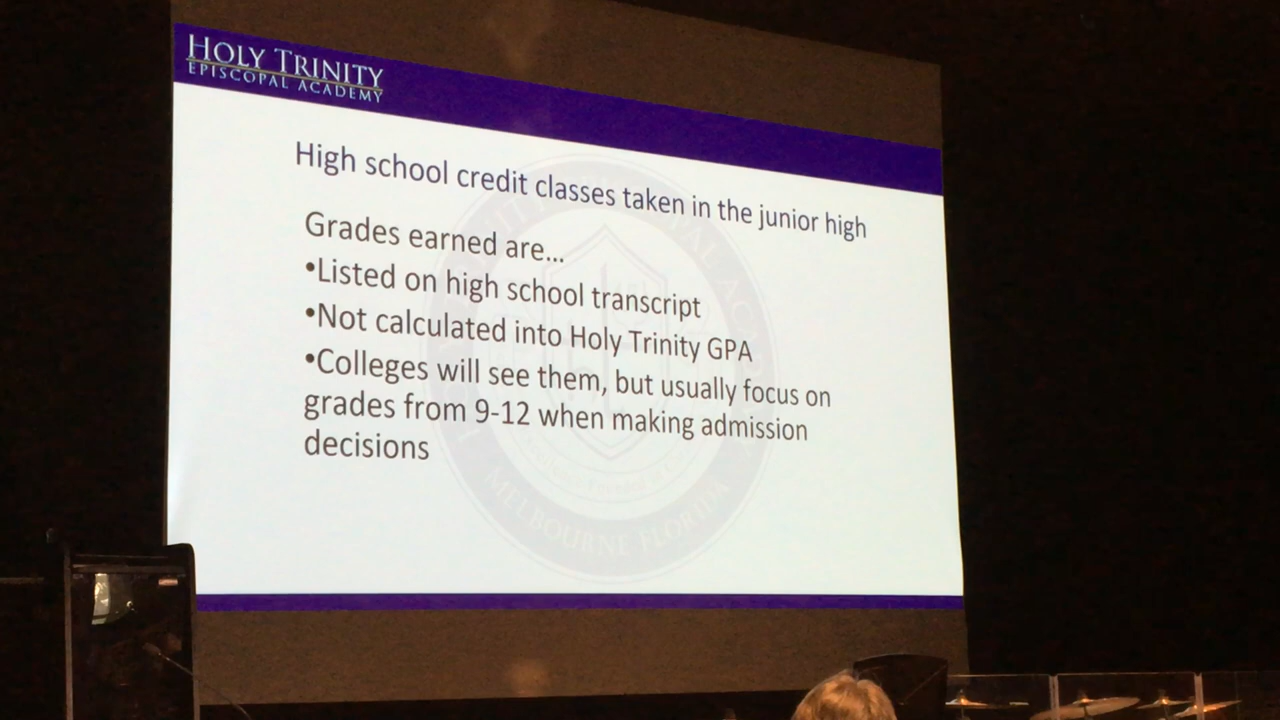 HOLY TRINITY
EPISCOPAL ACADEMY
High school credit classes taken in the junior high
Grades earned are...
•Listed on high school transcript
•Not calculated into Holy Trinity GPA
•Colleges will see them, but usually focus on
grades from 9-12 when making admission
decisions
MELBOURNE FLORIDA